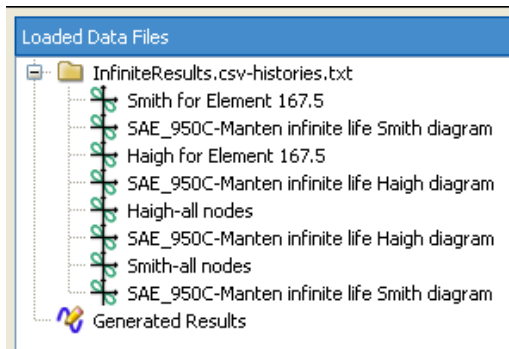 Loaded Data Files
InfiniteResults.csv-histories.txt
Smith for Element 167.5
SAE_950C-Manten infinite life Smith diagram
Haigh for Element 167.5
SAE_950C-Manten infinite life Haigh diagram
Haigh-all nodes
SAE_950C-Manten infinite life Haigh diagram
Smith-all nodes
SAE_950C-Manten infinite life Smith diagram
Generated Results